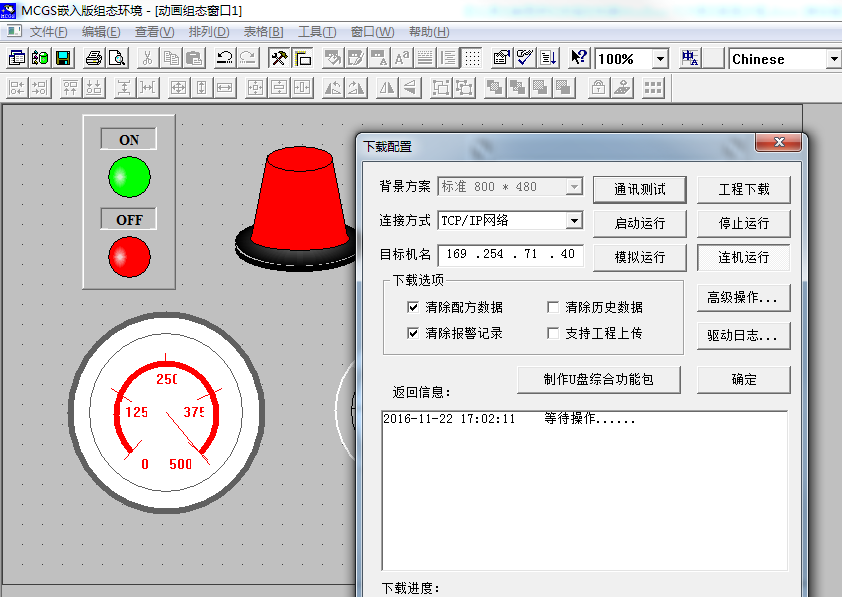 MCGS嵌入版组态环境 - [动画组态窗口1]
文件(F) 编辑(E) 查看(V) 排列(D) 表格[B] 工具(T) 窗口(W) 帮助(H)
100% Chinese
ON
OFF
250
125 375
0 500
下载配置
背景方案 标准 800 * 480 通讯测试 工程下载
连接方式 TCP/IP网络 启动运行 停止运行
目标机名 169 .254 . 71 . 40 模拟运行 连机运行
下载选项
清除配方数据 清除历史数据 高级操作...
清除报警记录 支持工程上传 驱动日志...
制作U盘综合功能包 确定
返回信息:
2016-11-22 17:02:11 等待操作......
下载进度: